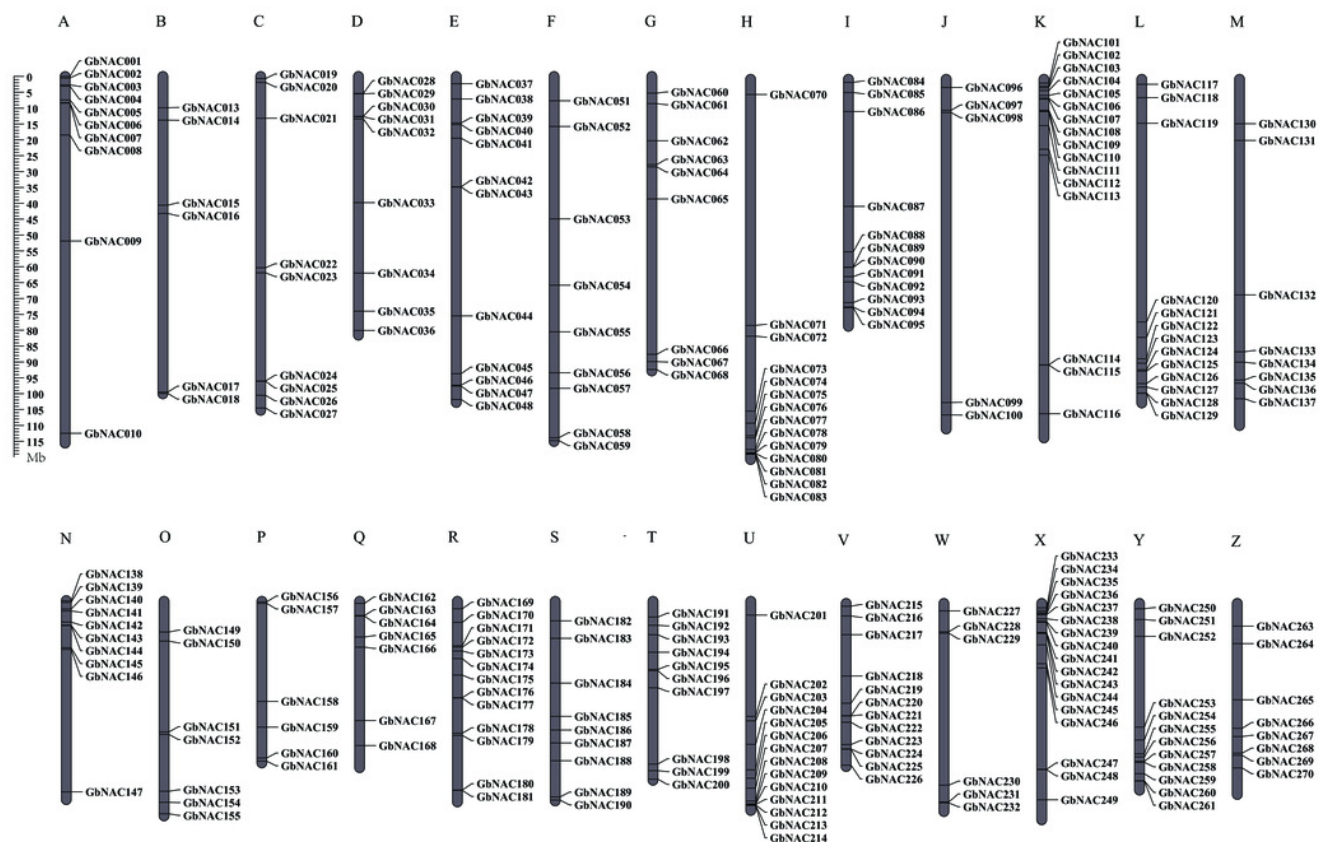 A B C D E F G H I J K L M
0
5
10
15
20
25
30
35
40
45
50
55
60
65
70
75
80
85
90
95
100
105
110
115
Mb
GbNAC001
GbNAC002
GbNAC003
GbNAC004
GbNAC005
GbNAC006
GbNAC007
GbNAC008
GbNAC009
GbNAC010
GbNAC013
GbNAC014
GbNAC015
GbNAC016
GbNAC017
GbNAC018
GbNAC019
GbNAC020
GbNAC021
GbNAC022
GbNAC023
GbNAC024
GbNAC025
GbNAC026
GbNAC027
GbNAC028
GbNAC029
GbNAC030
GbNAC031
GbNAC032
GbNAC033
GbNAC034
GbNAC035
GbNAC036
GbNAC037
GbNAC038
GbNAC039
GbNAC040
GbNAC041
GbNAC042
GbNAC043
GbNAC044
GbNAC045
GbNAC046
GbNAC047
GbNAC048
GbNAC051
GbNAC052
GbNAC053
GbNAC054
GbNAC055
GbNAC056
GbNAC057
GbNAC058
GbNAC059
GbNAC060
GbNAC061
GbNAC062
GbNAC063
GbNAC064
GbNAC065
GbNAC066
GbNAC067
GbNAC068
GbNAC070
GbNAC071
GbNAC072
GbNAC073
GbNAC074
GbNAC075
GbNAC076
GbNAC077
GbNAC078
GbNAC079
GbNAC080
GbNAC081
GbNAC082
GbNAC083
GbNAC084
GbNAC085
GbNAC086
GbNAC087
GbNAC088
GbNAC089
GbNAC090
GbNAC091
GbNAC092
GbNAC093
GbNAC094
GbNAC095
GbNAC096
GbNAC097
GbNAC098
GbNAC099
GbNAC100
GbNAC101
GbNAC102
GbNAC103
GbNAC104
GbNAC105
GbNAC106
GbNAC107
GbNAC108
GbNAC109
GbNAC110
GbNAC111
GbNAC112
GbNAC113
GbNAC114
GbNAC115
GbNAC116
GbNAC117
GbNAC118
GbNAC119
GbNAC120
GbNAC121
GbNAC122
GbNAC123
GbNAC124
GbNAC125
GbNAC126
GbNAC127
GbNAC128
GbNAC129
GbNAC130
GbNAC131
GbNAC132
GbNAC133
GbNAC134
GbNAC135
GbNAC136
GbNAC137
N O P Q R S T U V W X Y Z
GbNAC138
GbNAC139
GbNAC140
GbNAC141
GbNAC142
GbNAC143
GbNAC144
GbNAC145
GbNAC146
GbNAC147
GbNAC149
GbNAC150
GbNAC151
GbNAC152
GbNAC153
GbNAC154
GbNAC155
GbNAC156
GbNAC157
GbNAC158
GbNAC159
GbNAC160
GbNAC161
GbNAC162
GbNAC163
GbNAC164
GbNAC165
GbNAC166
GbNAC167
GbNAC168
GbNAC169
GbNAC170
GbNAC171
GbNAC172
GbNAC173
GbNAC174
GbNAC175
GbNAC176
GbNAC177
GbNAC178
GbNAC179
GbNAC180
GbNAC181
GbNAC182
GbNAC183
GbNAC184
GbNAC185
GbNAC186
GbNAC187
GbNAC188
GbNAC189
GbNAC190
GbNAC191
GbNAC192
GbNAC193
GbNAC194
GbNAC195
GbNAC196
GbNAC197
GbNAC198
GbNAC199
GbNAC200
GbNAC201
GbNAC202
GbNAC203
GbNAC204
GbNAC205
GbNAC206
GbNAC207
GbNAC208
GbNAC209
GbNAC210
GbNAC211
GbNAC212
GbNAC213
GbNAC214
GbNAC215
GbNAC216
GbNAC217
GbNAC218
GbNAC219
GbNAC220
GbNAC221
GbNAC222
GbNAC223
GbNAC224
GbNAC225
GbNAC226
GbNAC227
GbNAC228
GbNAC229
GbNAC230
GbNAC231
GbNAC232
GbNAC233
GbNAC234
GbNAC235
GbNAC236
GbNAC237
GbNAC238
GbNAC239
GbNAC240
GbNAC241
GbNAC242
GbNAC243
GbNAC244
GbNAC245
GbNAC246
GbNAC247
GbNAC248
GbNAC249
GbNAC250
GbNAC251
GbNAC252
GbNAC253
GbNAC254
GbNAC255
GbNAC256
GbNAC257
GbNAC258
GbNAC259
GbNAC260
GbNAC261
GbNAC263
GbNAC264
GbNAC265
GbNAC266
GbNAC267
GbNAC268
GbNAC269
GbNAC270